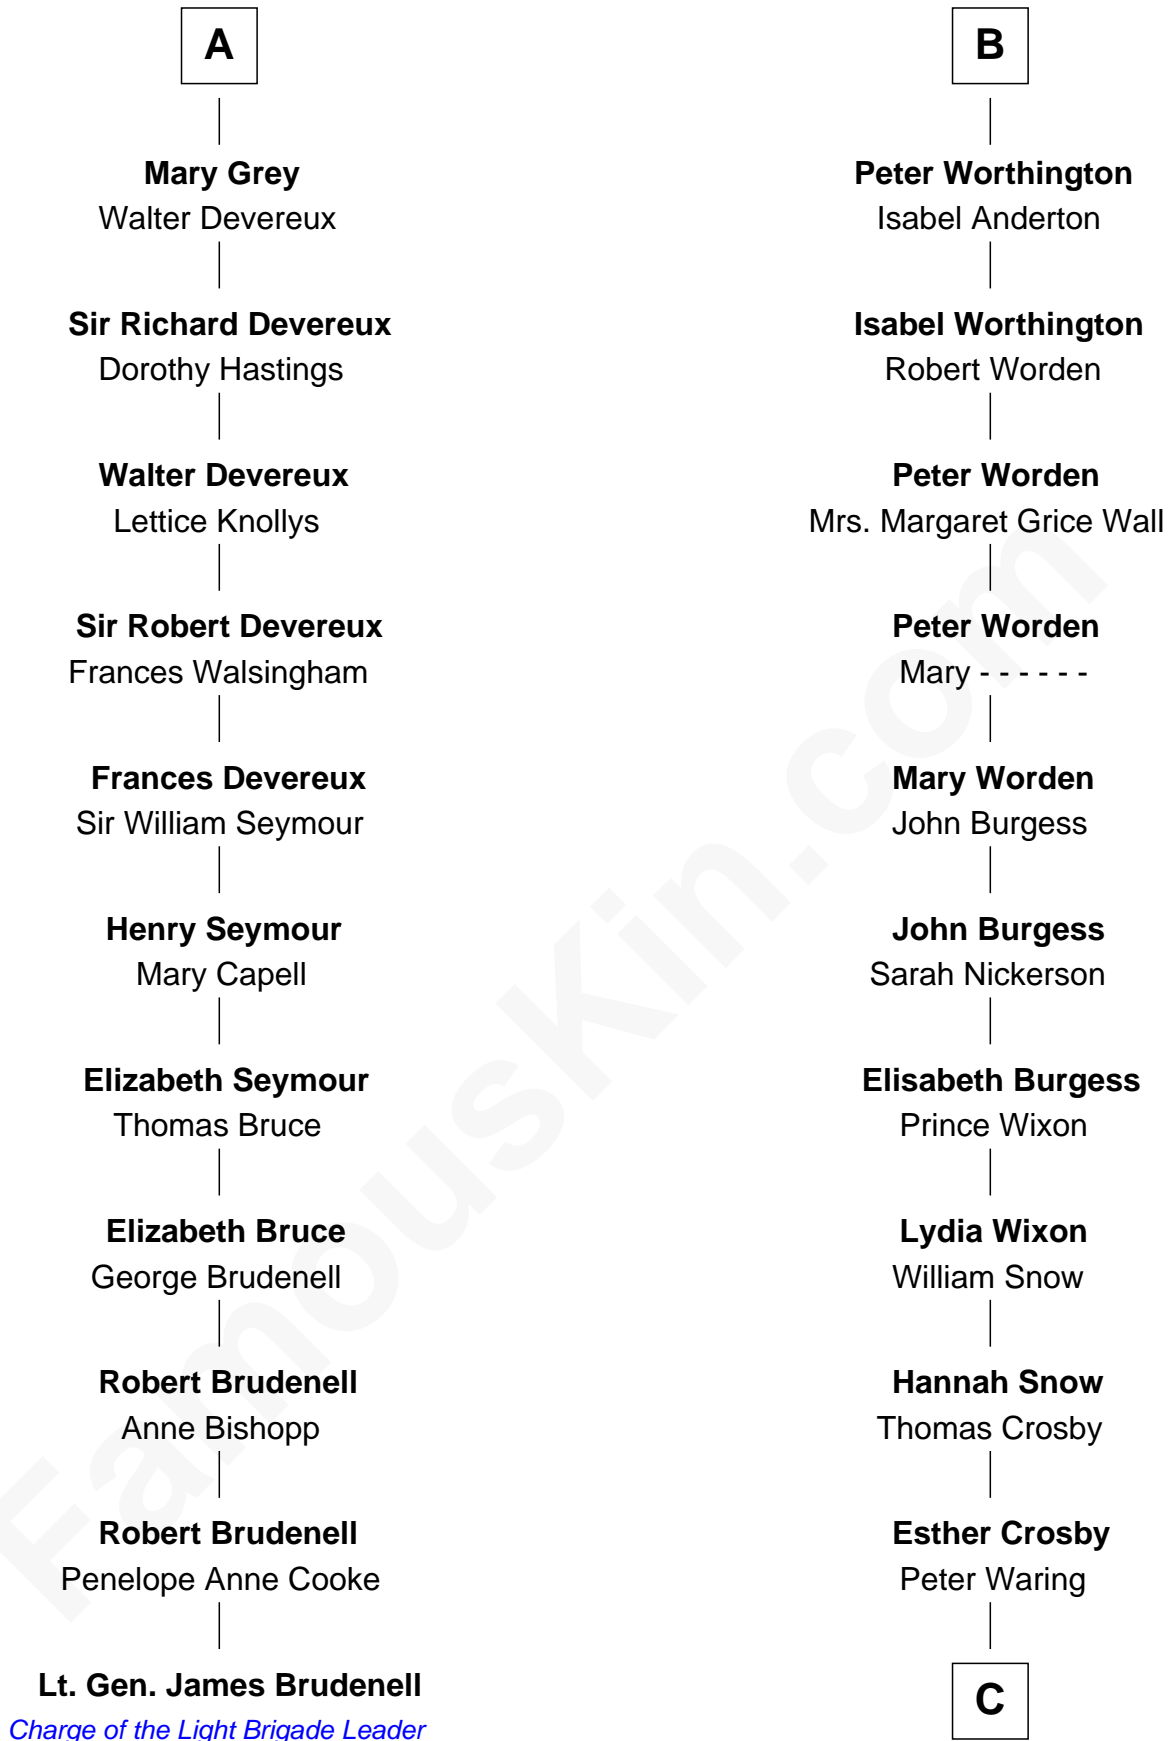 A
Mary Grey
Walter Devereux
Sir Richard Devereux
Dorothy Hastings
Walter Devereux
Lettice Knollys
Sir Robert Devereux
Frances Walsingham
Frances Devereux
Sir William Seymour
Henry Seymour
Mary Capell
Elizabeth Seymour
Thomas Bruce
Elizabeth Bruce
George Brudenell
Robert Brudenell
Anne Bishopp
Robert Brudenell
Penelope Anne Cooke
Lt. Gen. James Brudenell
Charge of the Light Brigade Leader
B
Peter Worthington
Isabel Anderton
Isabel Worthington
Robert Worden
Peter Worden
Mrs. Margaret Grice Wall
Peter Worden
Mary - - - - - -
Mary Worden
John Burgess
John Burgess
Sarah Nickerson
Elisabeth Burgess
Prince Wixon
Lydia Wixon
William Snow
Hannah Snow
Thomas Crosby
Esther Crosby
Peter Waring
C
FamousKin.com